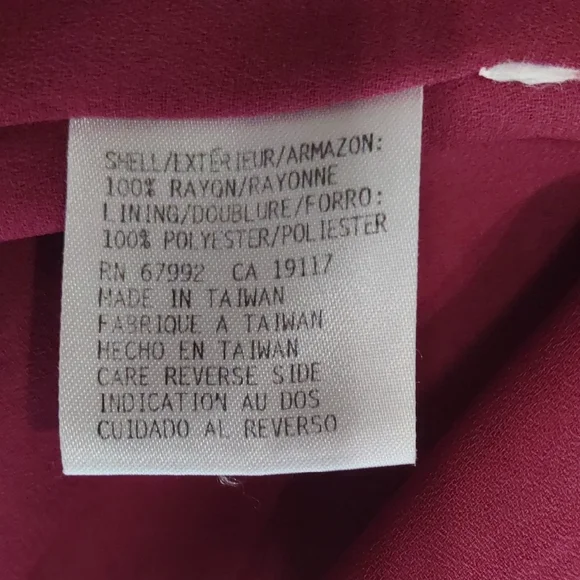 SHELL/EXTÉRIEUR/ARMAZON:
100% RAYON/RAYONNE
LINING/DOUBLURE/FORRO:
100% POLYESTER/POLIESTER
RN 67992 CA 19117
MADE IN TAIWAN
FABRIQUE A TAIWAN
HECHO EN TAIWAN
CARE REVERSE SIDE
INDICATION AU DOS
CUIDADO AL REVERSO